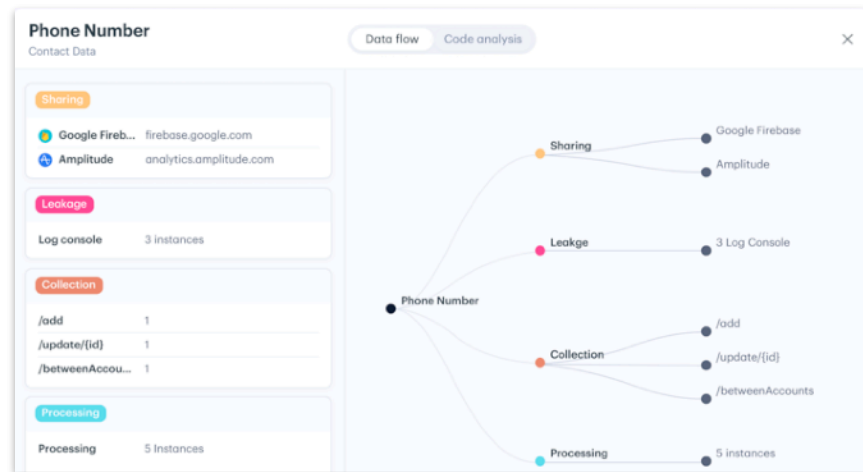 Phone Number
Contact Data
Data flow
Code analysis
Sharing
Google Fireb... firebase.google.com
Amplitude analytics.amplitude.com
Leakage
Log console 3 instances
Collection
/add 1
/update/{id} 1
/betweenAccou... 1
Processing
Processing 5 Instances
Phone Number
Sharing
Google Firebase
Amplitude
Leakge
3 Log Console
Collection
/add
/update/{id}
/betweenAccounts
Processing
5 instances